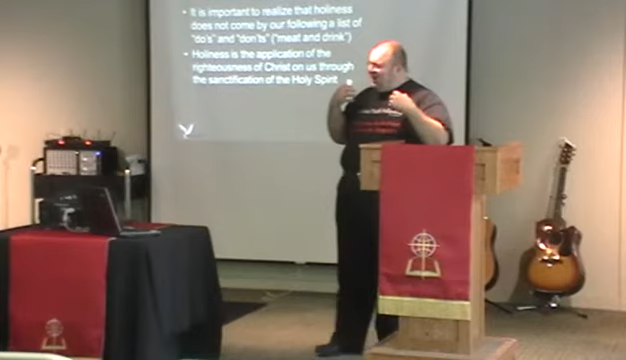 • It is important to realize that holiness
does not come by our following a list of
"do's" and "don'ts" ("meat and drink")
• Holiness is the application of the
righteousness of Christ on us through
the sanctification of the Holy Spirit